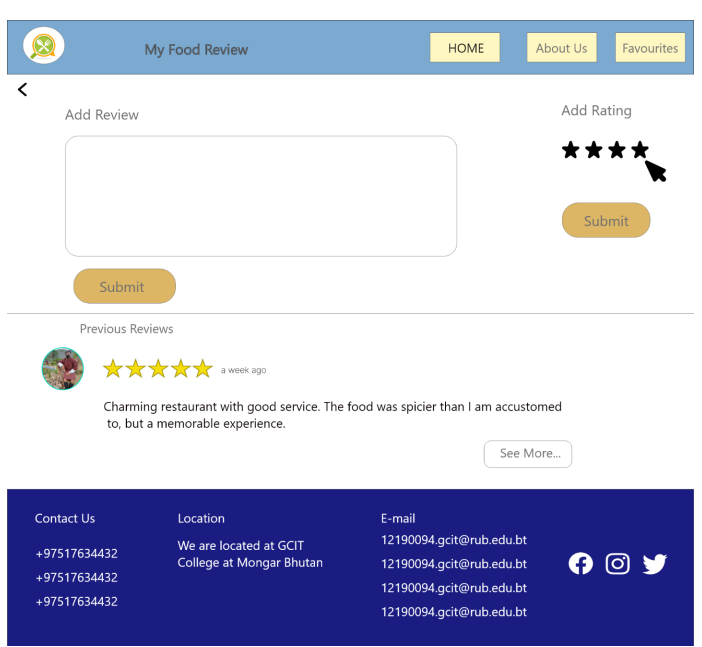 My Food Review
HOME
About Us
Favourites
Add Review
Add Rating
Submit
Submit
Previous Reviews
a week ago
Charming restaurant with good service. The food was spicier than I am accustomed
to, but a memorable experience.
See More...
Contact Us
+97517634432
+97517634432
+97517634432
Location
We are located at GCIT
College at Mongar Bhutan
E-mail
12190094.gcit@rub.edu.bt
12190094.gcit@rub.edu.bt
12190094.gcit@rub.edu.bt
12190094.gcit@rub.edu.bt